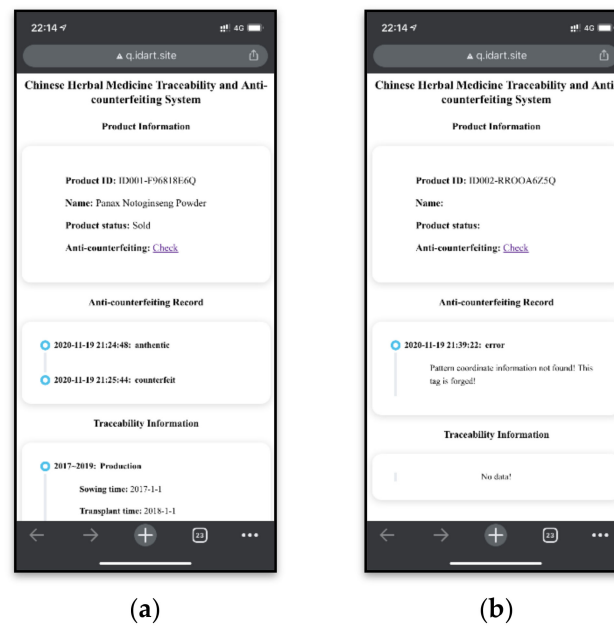 22:14
4G
q.idart.site
Chinese Herbal Medicine Traceability and Anti-
counterfeiting System
Product Information
Product ID: ID001-F96818E6Q
Name: Panax Notoginseng Powder
Product status: Sold
Anti-counterfeiting: Check
Anti-counterfeiting Record
2020-11-19 21:24:48: anthentic
2020-11-19 21:25:44: counterfeit
Traceability Information
2017~2019: Production
Sowing time: 2017-1-1
Transplant time: 2018-1-1
23
(a)
22:14
4G
q.idart.site
Chinese Herbal Medicine Traceability and Anti
counterfeiting System
Product Information
Product ID: ID002-RROOA6Z5Q
Name:
Product status:
Anti-counterfeiting: Check
Anti-counterfeiting Record
2020-11-19 21:39:22: error
Pattern coordinate information not found! This
tag is forged!
Traceability Information
No data!
23
(b)